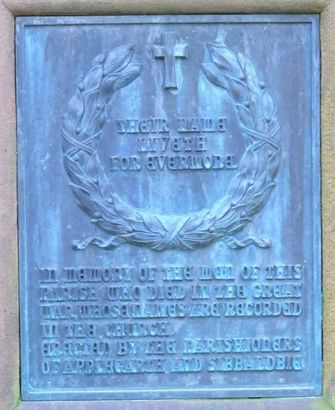 THEIR NAME
LIVETH
FOR EVERMORE
IN MEMORY OF THE MEN OF THIS
PARISH WHO DIED IN THE GREAT
WAR, WHOSE NAMES ARE RECORDED
IN THE CHURCH.
ERECTED BY THE PARISHIONERS
OF APPLEGARTH AND SIBBALDBIE